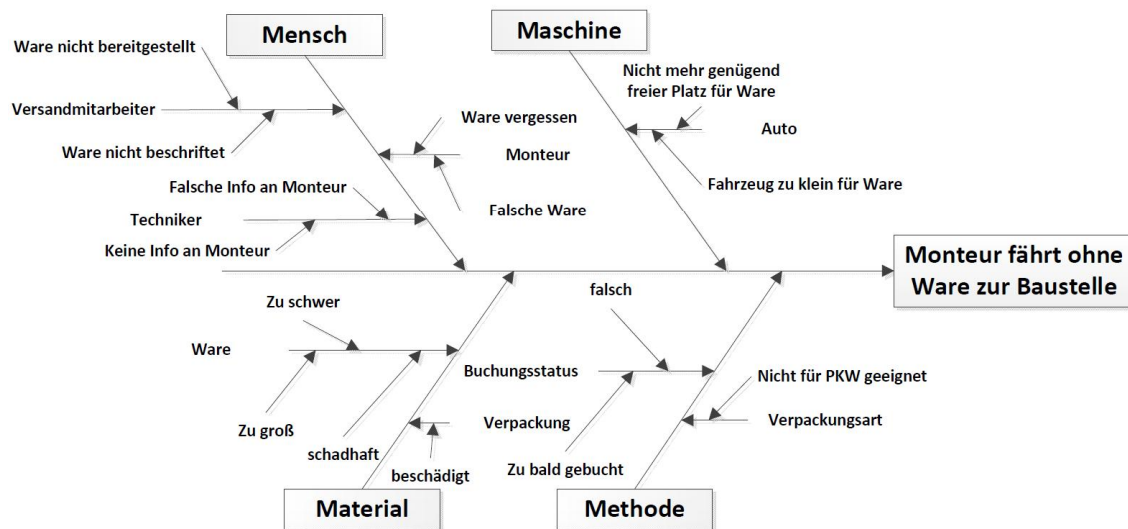 Mensch
Maschine
Ware nicht bereitgestellt
Versandmitarbeiter
Ware nicht beschriftet
Ware vergessen
Monteur
Falsche Ware
Falsche Info an Monteur
Techniker
Keine Info an Monteur
Nicht mehr genügend
freier Platz für Ware
Auto
Fahrzeug zu klein für Ware
Monteur fährt ohne
Ware zur Baustelle
Zu schwer
Ware
Zu groß
schadhaft
Verpackung
beschädigt
falsch
Buchungsstatus
Zu bald gebucht
Nicht für PKW geeignet
Verpackungsart
Material
Methode